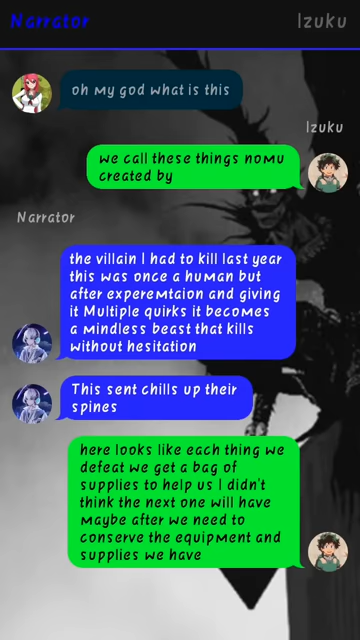 Narrator Izuku
oh my god what is this
Izuku
we call these things nomu
created by
Narrator
the villain I had to kill last year
this was once a human but
after experemtaion and giving
it Multiple quirks it becomes
a mindless beast that kills
without hesitation
This sent chills up their
spines
here looks like each thing we
defeat we get a bag of
supplies to help us I didn't
think the next one will have
maybe after we need to
conserve the equipment and
supplies we have